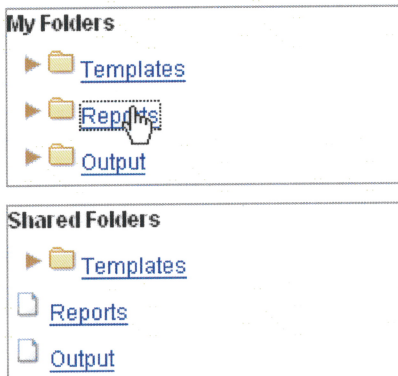 My Folders
Templates
Reports
Output
Shared Folders
Templates
Reports
Output